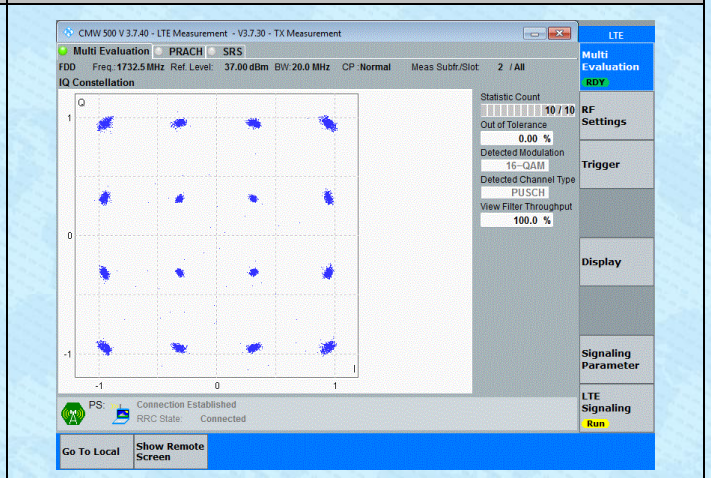 CMW 500 V 3.7.40 - LTE Measurement - V3.7.30 - TX Measurement
LTE
Multi Evaluation PRACH SRS
FDD Freq.: 1732.5 MHz Ref. Level: 37.00 dBm BW: 20.0 MHz CP : Normal Meas Subfr./Slot: 2 / All
IQ Constellation
Q
1
0
-1
I
-1 0 1
Statistic Count
10 / 10
Out of Tolerance
0.00 %
Detected Modulation
16-QAM
Detected Channel Type
PUSCH
View Filter Throughput
100.0 %
Multi
Evaluation
RDY
RF
Settings
Trigger
Display
Signaling
Parameter
LTE
Signaling
Run
PS: Connection Established
RRC State: Connected
Go To Local
Show Remote
Screen